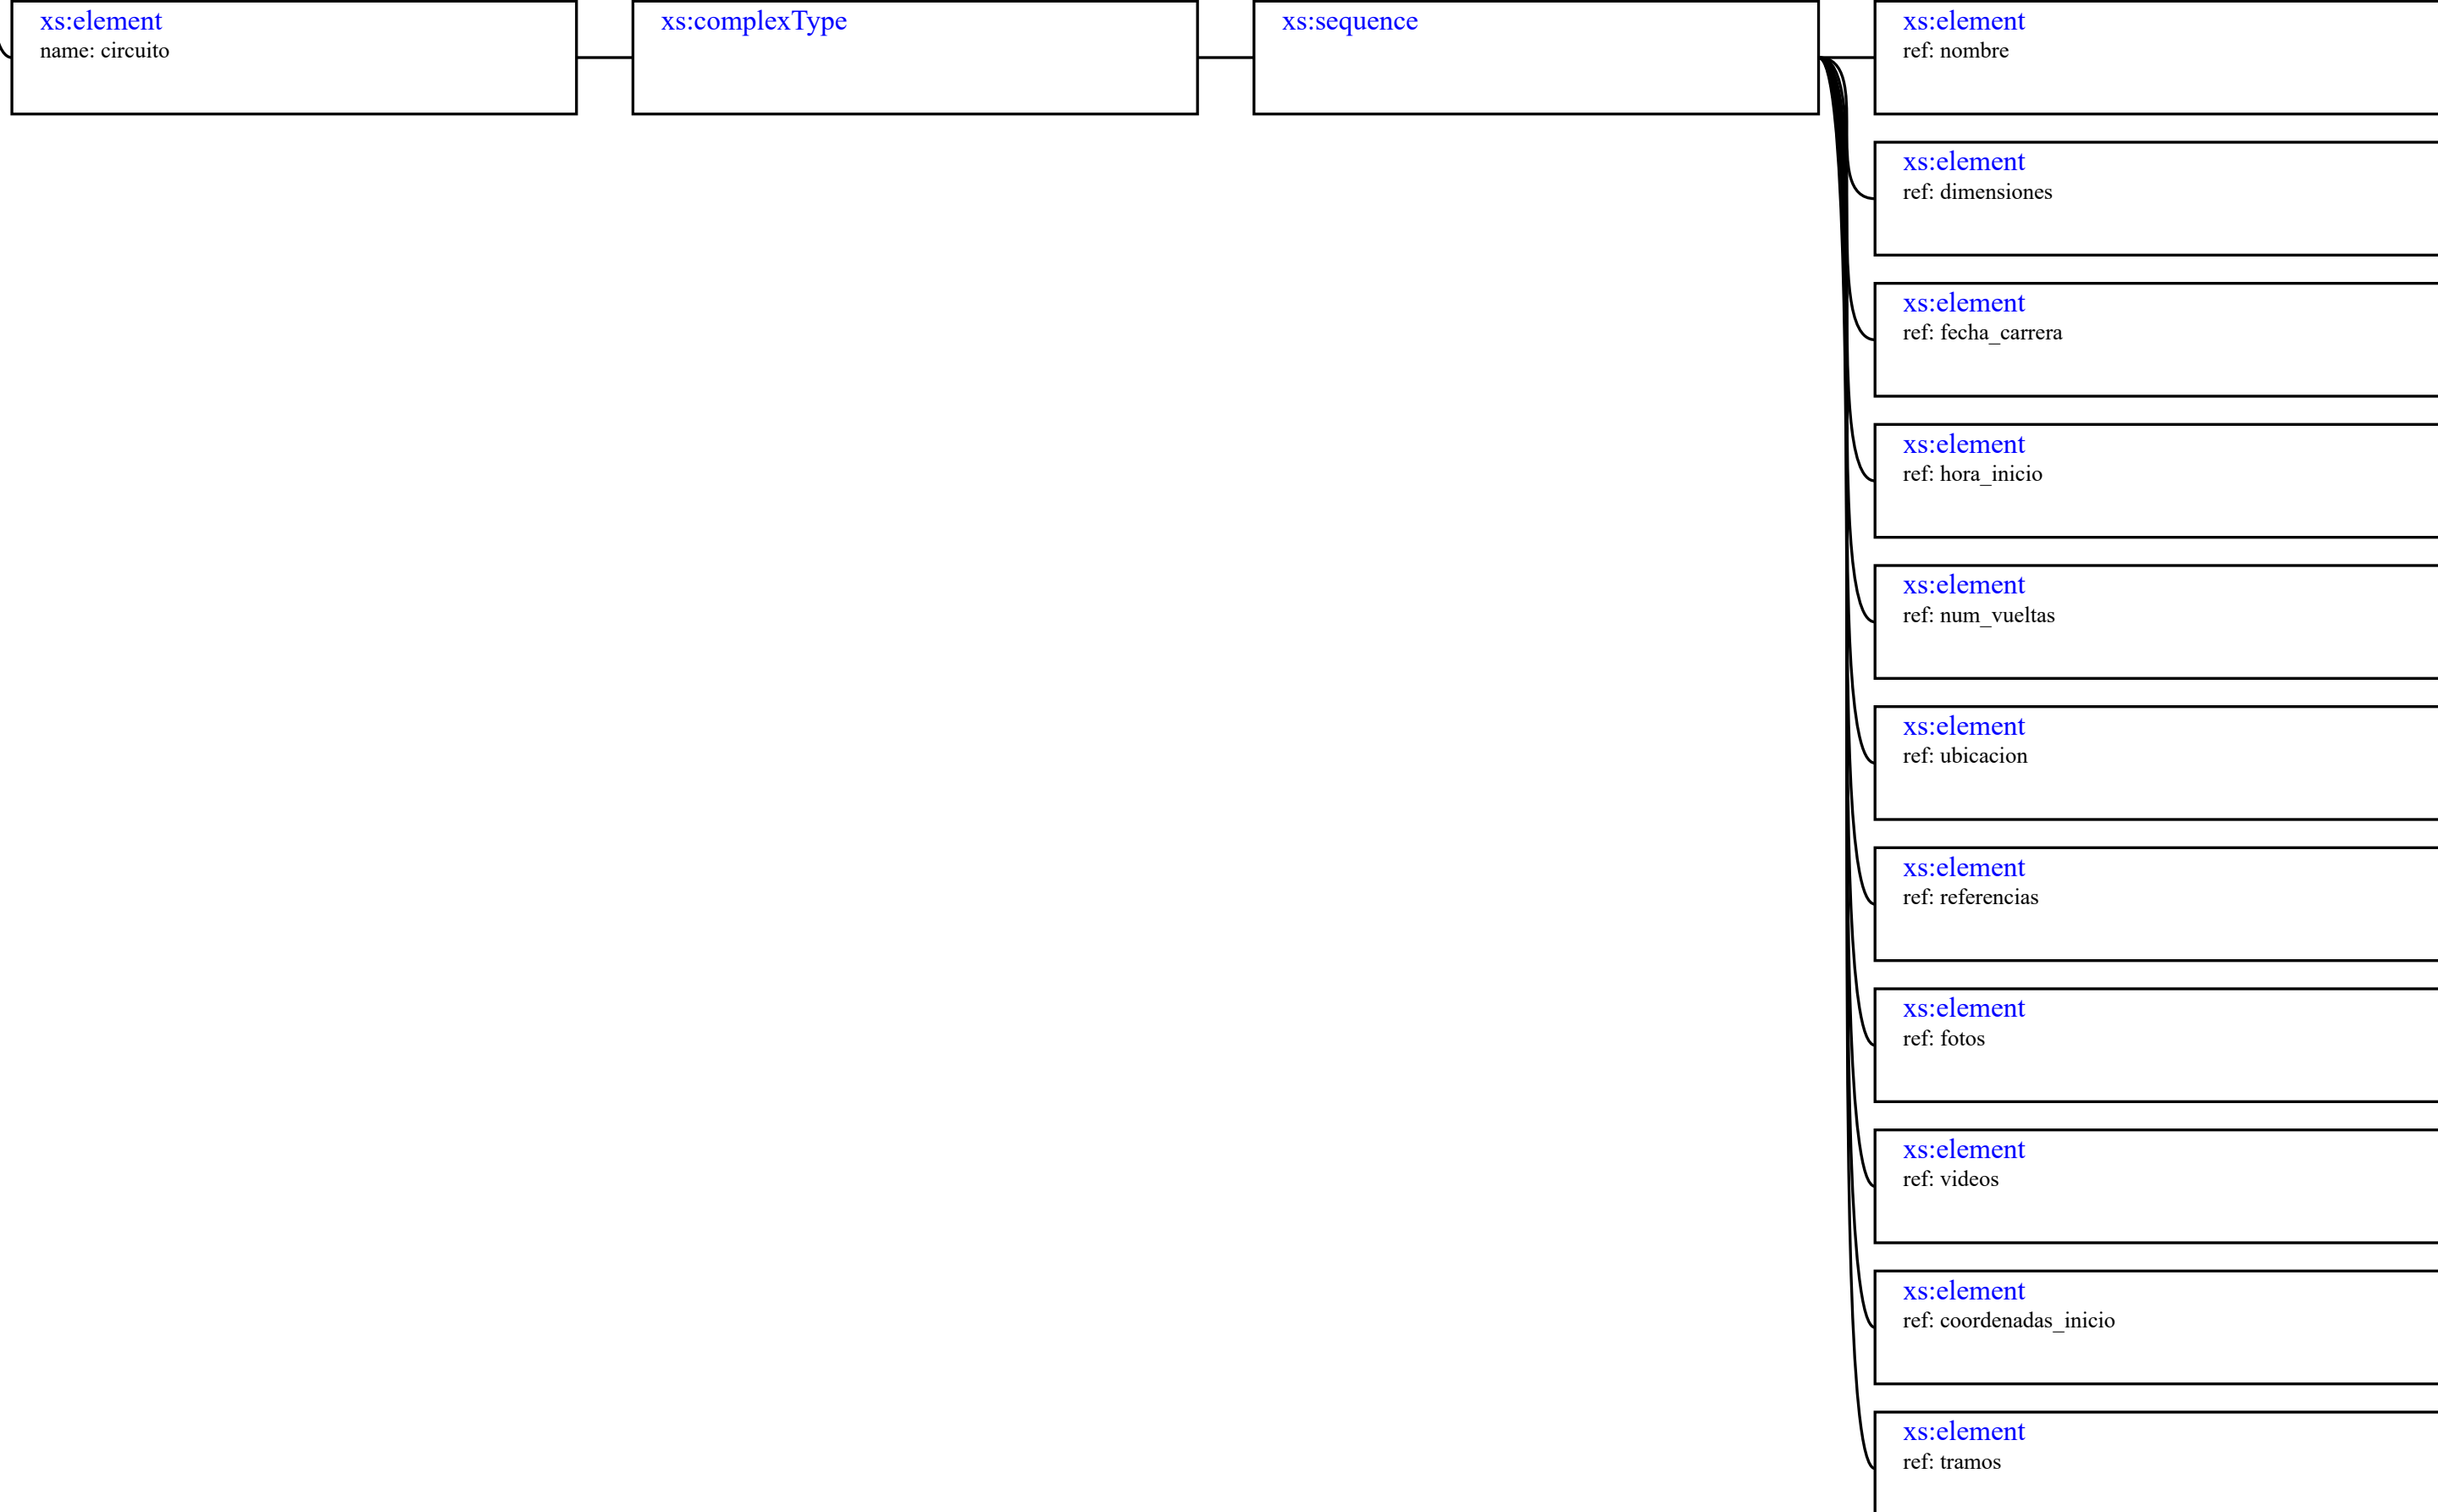 xs:element
name: circuito
xs:complexType
xs:sequence
xs:element
ref: nombre
xs:element
ref: dimensiones
xs:element
ref: fecha_carrera
xs:element
ref: hora_inicio
xs:element
ref: num_vueltas
xs:element
ref: ubicacion
xs:element
ref: referencias
xs:element
ref: fotos
xs:element
ref: videos
xs:element
ref: coordenadas_inicio
xs:element
ref: tramos